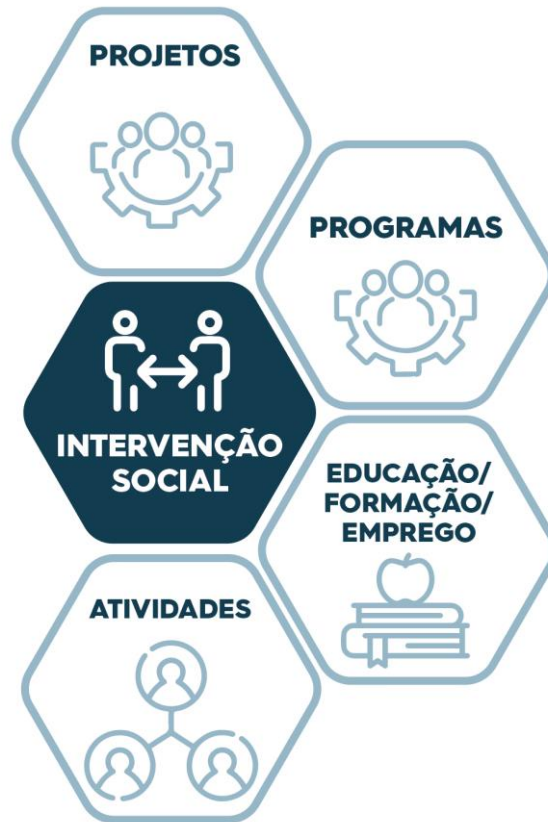 PROJETOS
PROGRAMAS
INTERVENÇÃO
SOCIAL
EDUCAÇÃO/
FORMAÇÃO/
EMPREGO
ATIVIDADES